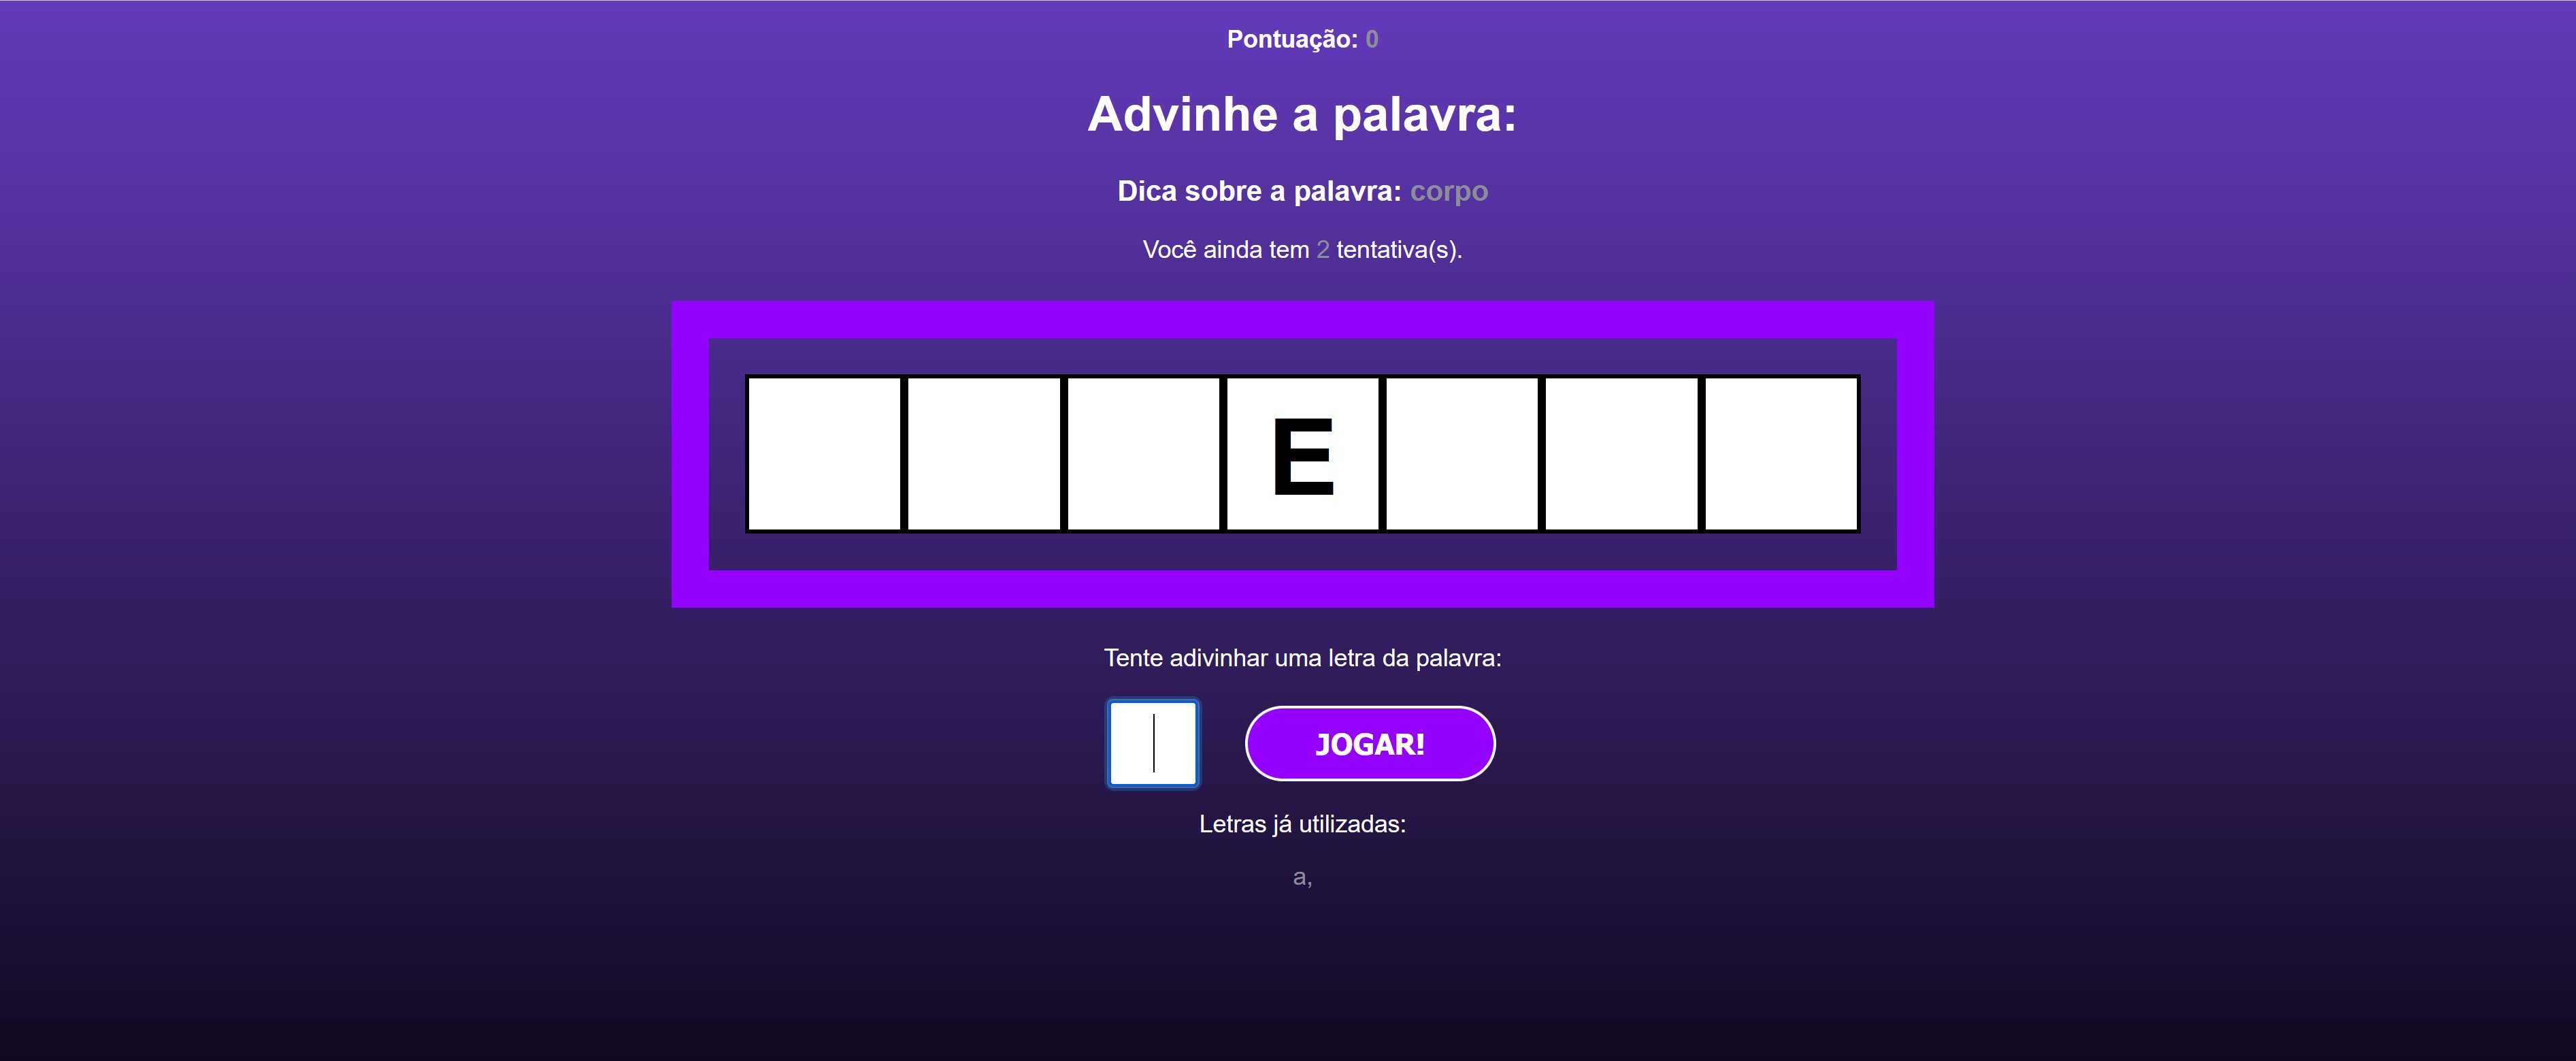 Pontuação: 0
Advinhe a palavra:
Dica sobre a palavra: corpo
Você ainda tem 2 tentativa(s).
E
Tente adivinhar uma letra da palavra:
JOGAR!
Letras já utilizadas:
a,